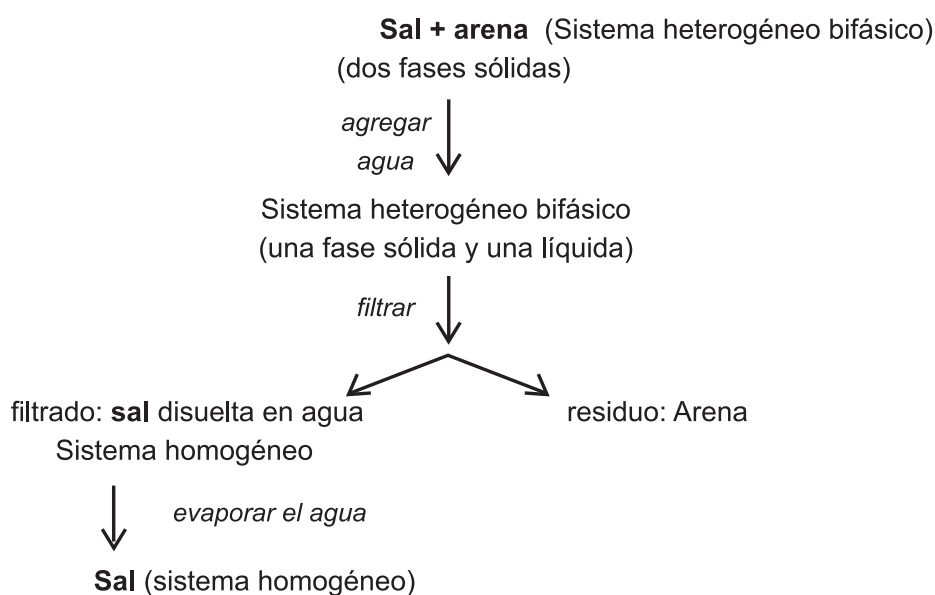 Sal + arena (Sistema heterogéneo bifásico)
(dos fases sólidas)
agregar
agua
Sistema heterogéneo bifásico
(una fase sólida y una líquida)
filtrar
filtrado: sal disuelta en agua
residuo: Arena
Sistema homogéneo
evaporar el agua
Sal (sistema homogéneo)